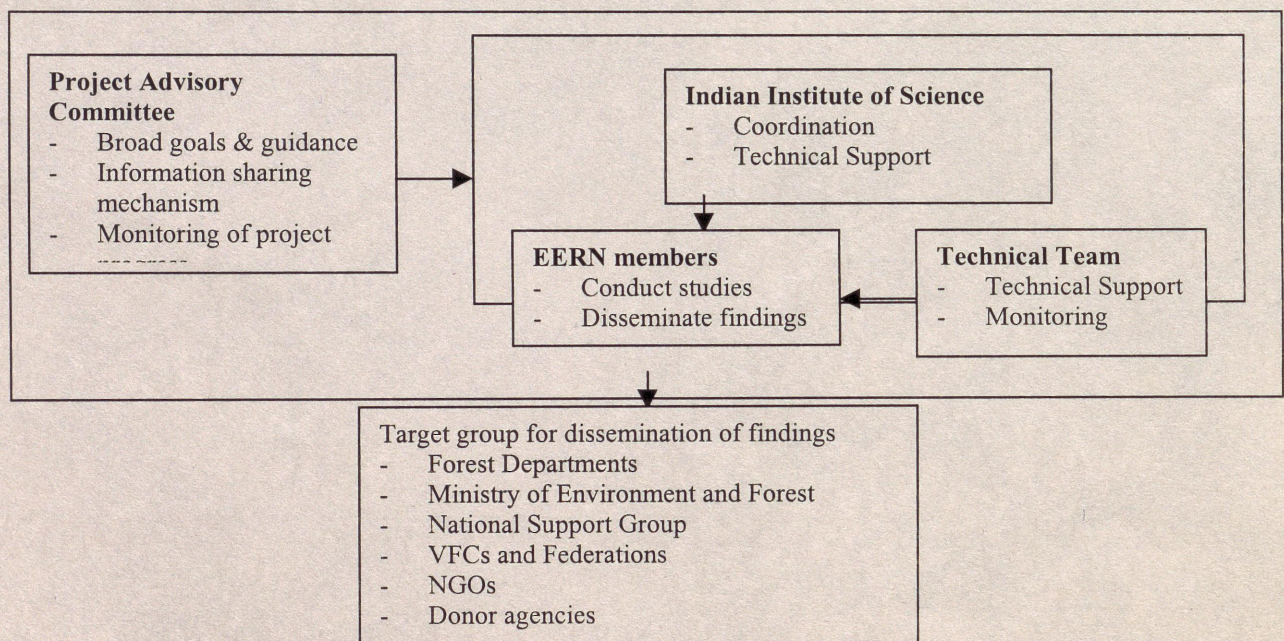 Project Advisory
Committee
- Broad goals & guidance
- Information sharing
mechanism
- Monitoring of project
Indian Institute of Science
- Coordination
- Technical Support
EERN members
- Conduct studies
- Disseminate findings
Technical Team
- Technical Support
- Monitoring
Target group for dissemination of findings
- Forest Departments
- Ministry of Environment and Forest
- National Support Group
- VFCs and Federations
- NGOs
- Donor agencies